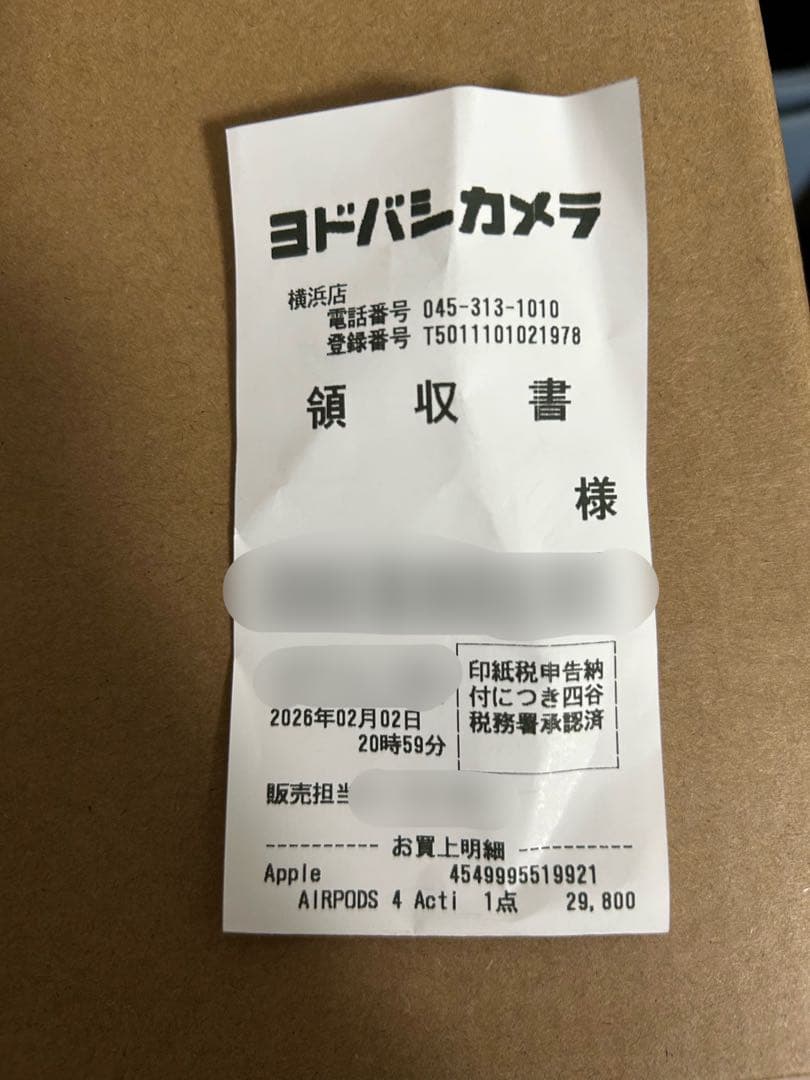 ヨドバシカメラ
横浜店
電話番号 045-313-1010
登録番号 T5011101021978
領 収 書
様
印紙税申告納
付につき四谷
税務署承認済
2026年02月02日
20時59分
販売担当
---------- お買上明細 ----------
Apple 4549995519921
AIRPODS 4 Acti 1点 29,800